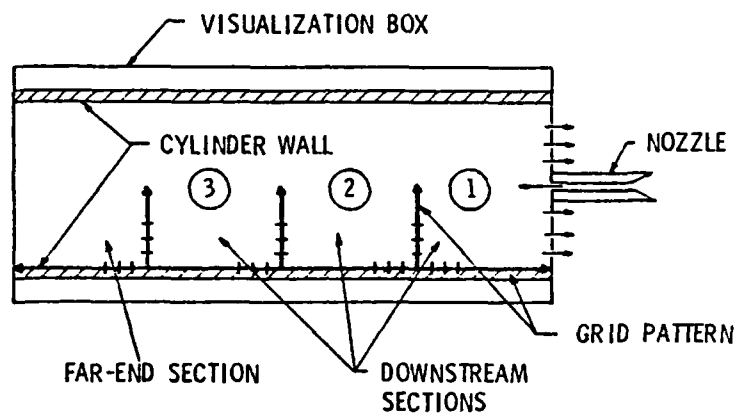 VISUALIZATION BOX
CYLINDER WALL
NOZZLE
3
2
1
GRID PATTERN
FAR-END SECTION
DOWNSTREAM
SECTIONS